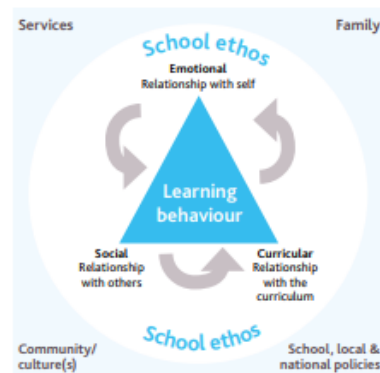 Services
Family
School ethos
Emotional
Relationship with self
Learning
behaviour
Social
Relationship
with others
Curricular
Relationship
with the
curriculum
School ethos
Community/
culture(s)
School, local &
national policies